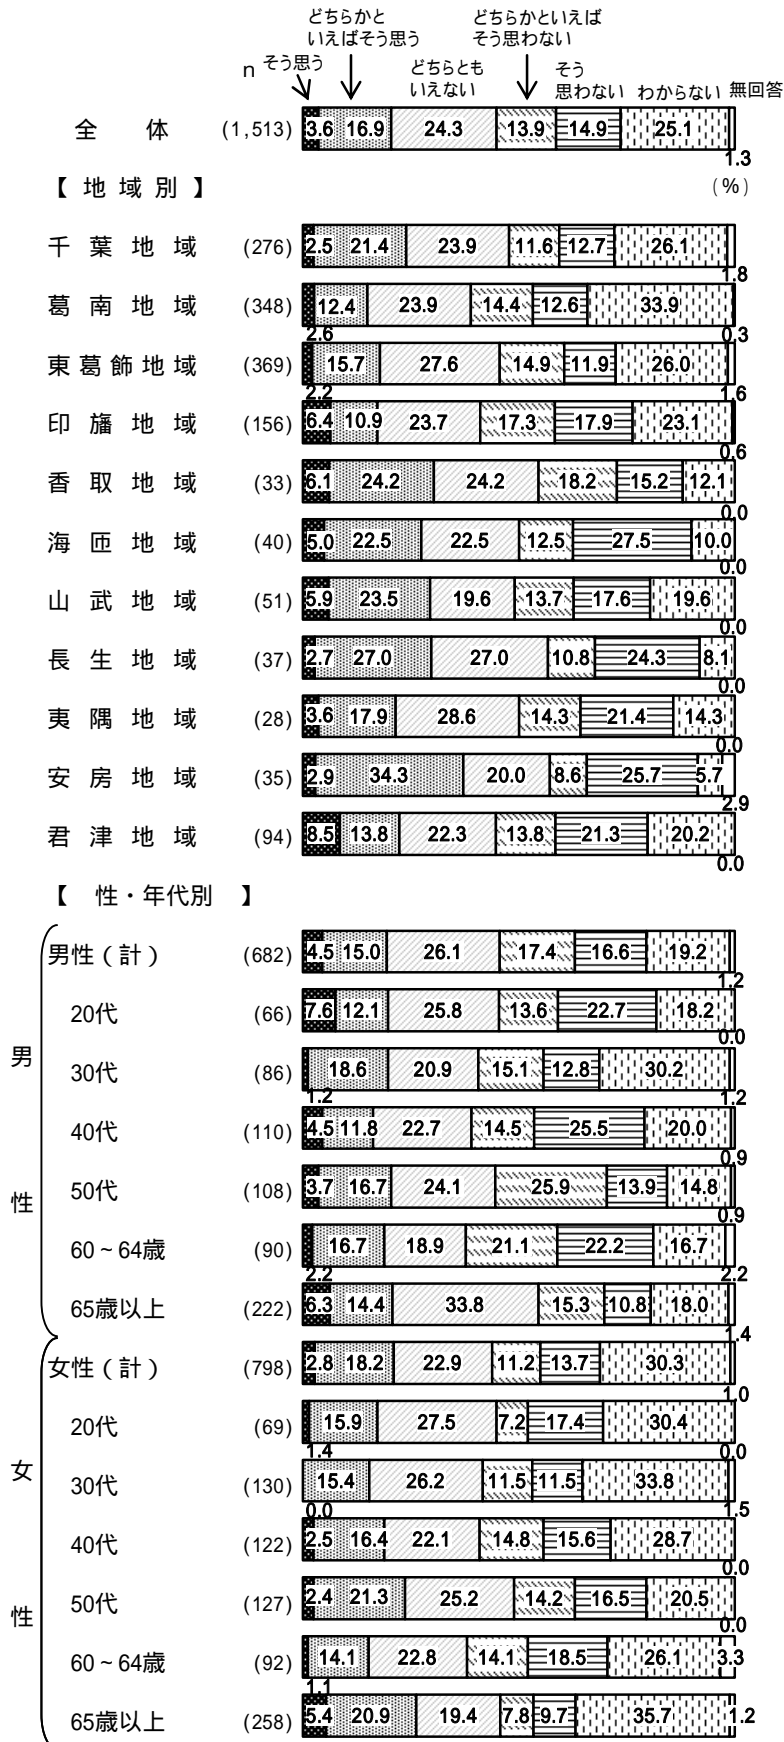 どちらかと
いえばそう思う
どちらかといえば
そう思わない
n そう思う どちらとも
いえない そう
思わない わからない 無回答
全体 (1,513) 3.6 16.9 24.3 13.9 14.9 25.1 1.3
【地域別】 (%)
千葉地域 (276) 2.5 21.4 23.9 11.6 12.7 26.1 1.8
葛南地域 (348) 2.6 12.4 23.9 14.4 12.6 33.9 0.3
東葛飾地域 (369) 2.2 15.7 27.6 14.9 11.9 26.0 1.6
印旛地域 (156) 6.4 10.9 23.7 17.3 17.9 23.1 0.6
香取地域 (33) 6.1 24.2 24.2 18.2 15.2 12.1 0.0
海匝地域 (40) 5.0 22.5 22.5 12.5 27.5 10.0 0.0
山武地域 (51) 5.9 23.5 19.6 13.7 17.6 19.6 0.0
長生地域 (37) 2.7 27.0 27.0 10.8 24.3 8.1 0.0
夷隅地域 (28) 3.6 17.9 28.6 14.3 21.4 14.3 0.0
安房地域 (35) 2.9 34.3 20.0 8.6 25.7 5.7 2.9
君津地域 (94) 8.5 13.8 22.3 13.8 21.3 20.2 0.0
【 性・年代別 】
男性
男性(計) (682) 4.5 15.0 26.1 17.4 16.6 19.2 1.2
20代 (66) 7.6 12.1 25.8 13.6 22.7 18.2 0.0
30代 (86) 1.2 18.6 20.9 15.1 12.8 30.2 1.2
40代 (110) 4.5 11.8 22.7 14.5 25.5 20.0 0.9
50代 (108) 3.7 16.7 24.1 25.9 13.9 14.8 0.9
60~64歳 (90) 2.2 16.7 18.9 21.1 22.2 16.7 2.2
65歳以上 (222) 6.3 14.4 33.8 15.3 10.8 18.0 1.4
女性
女性(計) (798) 2.8 18.2 22.9 11.2 13.7 30.3 1.0
20代 (69) 1.4 15.9 27.5 7.2 17.4 30.4 0.0
30代 (130) 0.0 15.4 26.2 11.5 11.5 33.8 1.5
40代 (122) 2.5 16.4 22.1 14.8 15.6 28.7 0.0
50代 (127) 2.4 21.3 25.2 14.2 16.5 20.5 0.0
60~64歳 (92) 1.1 14.1 22.8 14.1 18.5 26.1 3.3
65歳以上 (258) 5.4 20.9 19.4 7.8 9.7 35.7 1.2